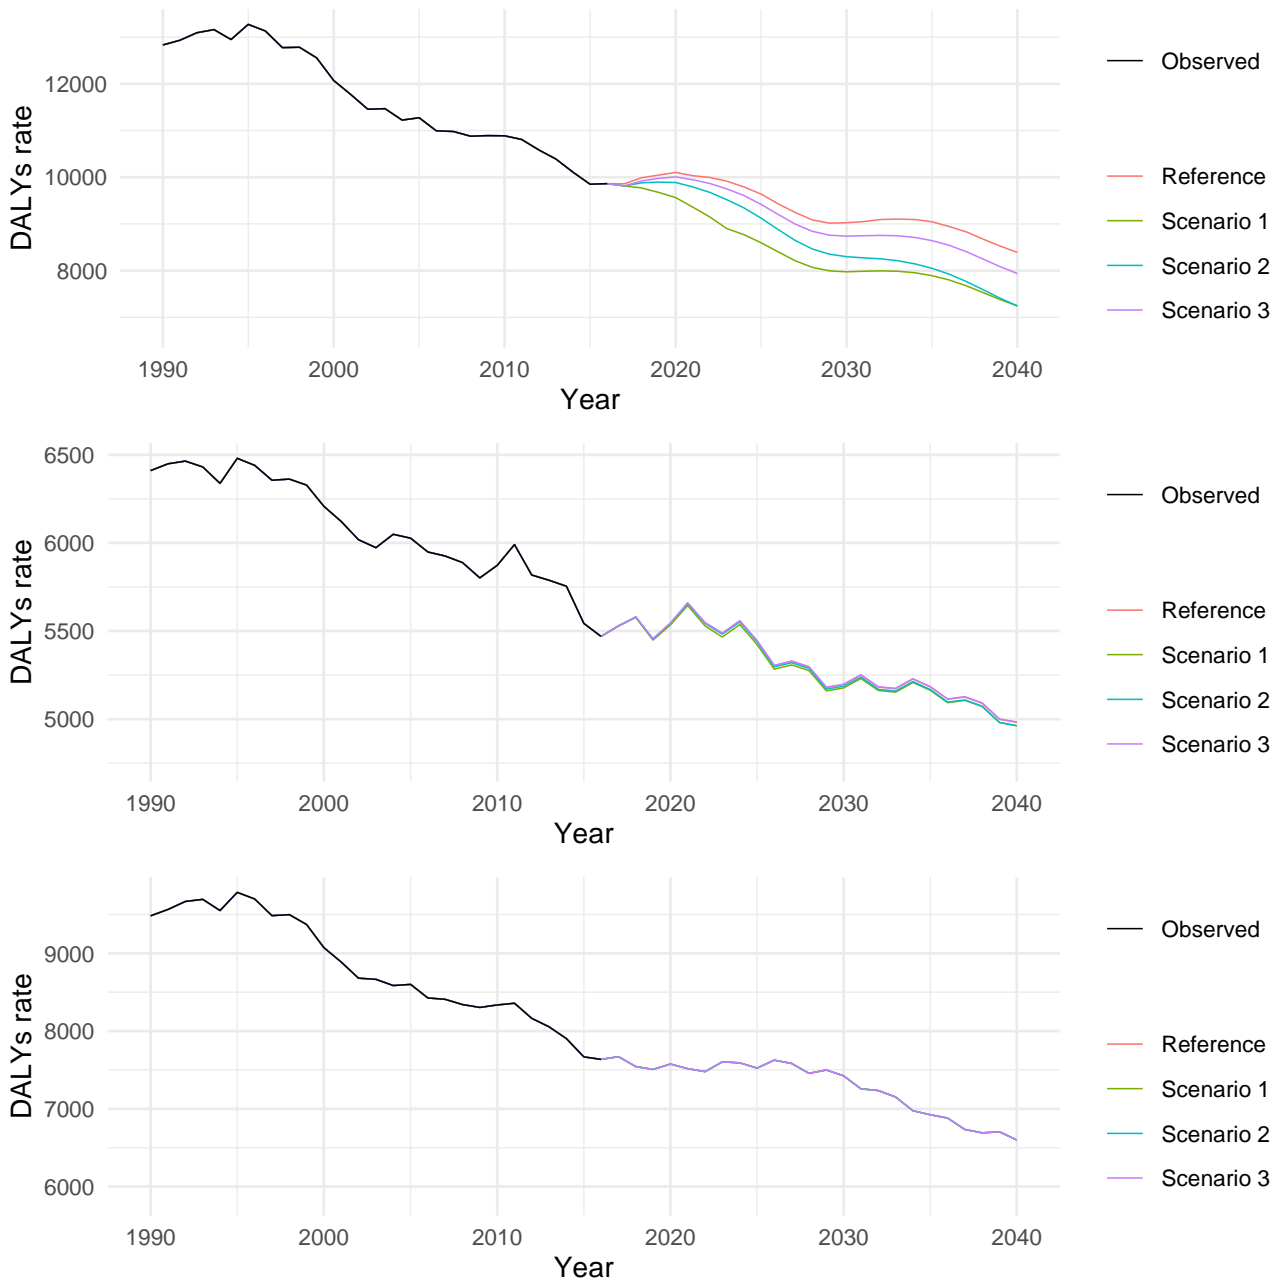 DALYs rate
12000
10000
8000
1990 2000 2010 2020 2030 2040
Year
Observed
Reference
Scenario 1
Scenario 2
Scenario 3
DALYs rate
6500
6000
5500
5000
1990 2000 2010 2020 2030 2040
Year
Observed
Reference
Scenario 1
Scenario 2
Scenario 3
DALYs rate
9000
8000
7000
6000
1990 2000 2010 2020 2030 2040
Year
Observed
Reference
Scenario 1
Scenario 2
Scenario 3